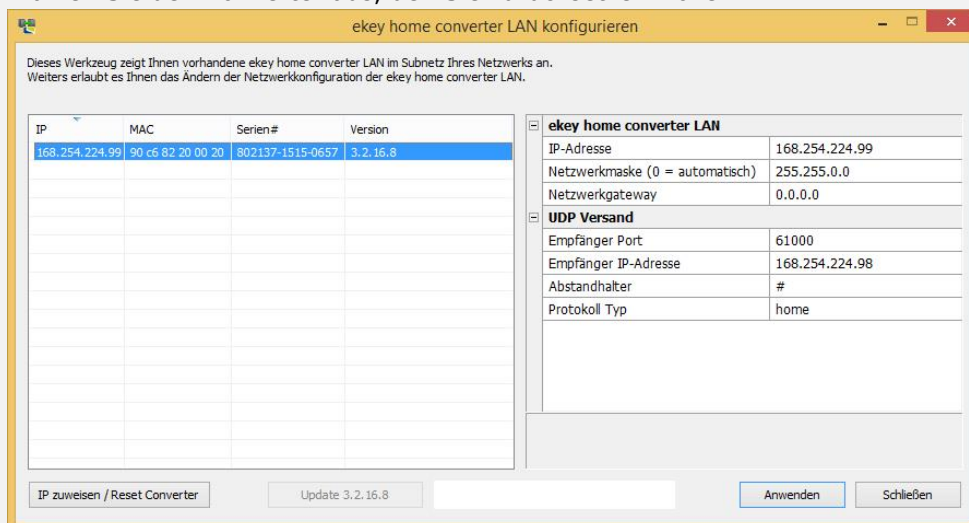 ekey home converter LAN konfigurieren
Dieses Werkzeug zeigt Ihnen vorhandene ekey home converter LAN im Subnetz Ihres Netzwerks an.
Weiters erlaubt es Ihnen das Ändern der Netzwerkkonfiguration der ekey home converter LAN.
IP MAC Serien# Version
168.254.224.99 90 c6 82 20 00 20 802137-1515-0657 3.2.16.8
ekey home converter LAN
IP-Adresse 168.254.224.99
Netzwerkmaske (0 = automatisch) 255.255.0.0
Netzwerkgateway 0.0.0.0
UDP Versand
Empfänger Port 61000
Empfänger IP-Adresse 168.254.224.98
Abstandhalter #
Protokoll Typ home
IP zuweisen / Reset Converter Update 3.2.16.8 Anwenden Schließen